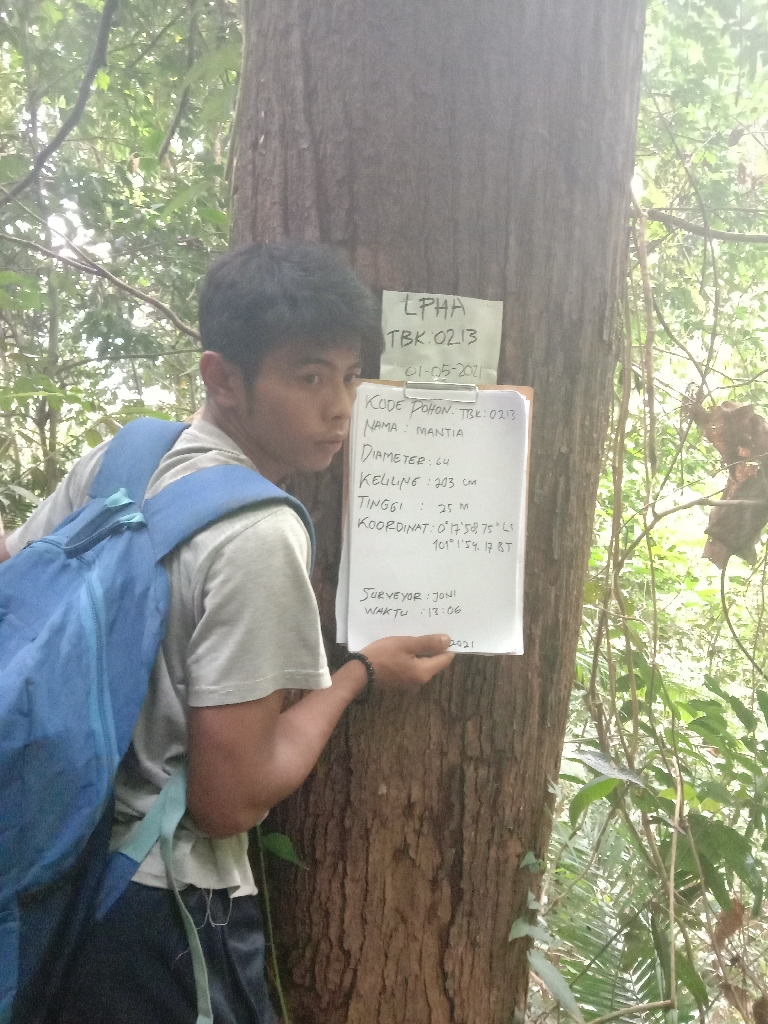 LPHA
TBK:0213
01-05-2021
KODE POHON: TBK:0213
NAMA : MANTIA
DIAMETER: 64
KELILING: 203 CM
TINGGI : 25 M
KOORDINAT: 0°17'58,75" LS
101°1'54.17 BT
SURVEYOR: JONI
WAKTU : 13:06
2021